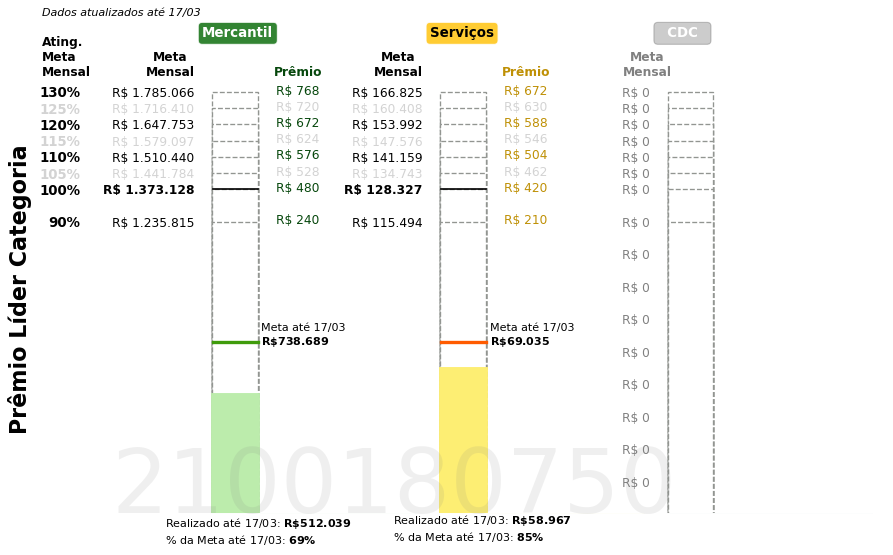 Dados atualizados até 17/03
Mercantil
Serviços
CDC
Ating.
Meta
Mensal
Meta
Mensal
Prêmio
Meta
Mensal
Prêmio
Meta
Mensal
130% R$ 1.785.066 R$ 768 R$ 166.825 R$ 672 R$ 0
125% R$ 1.716.410 R$ 720 R$ 160.408 R$ 630 R$ 0
120% R$ 1.647.753 R$ 672 R$ 153.992 R$ 588 R$ 0
115% R$ 1.579.097 R$ 624 R$ 147.576 R$ 546 R$ 0
110% R$ 1.510.440 R$ 576 R$ 141.159 R$ 504 R$ 0
105% R$ 1.441.784 R$ 528 R$ 134.743 R$ 462 R$ 0
100% R$ 1.373.128 R$ 480 R$ 128.327 R$ 420 R$ 0
90% R$ 1.235.815 R$ 240 R$ 115.494 R$ 210 R$ 0
R$ 0
R$ 0
R$ 0
R$ 0
R$ 0
R$ 0
R$ 0
R$ 0
Prêmio Líder Categoria
Meta até 17/03
R$738.689
Meta até 17/03
R$69.035
2100180750
Realizado até 17/03: R$512.039
% da Meta até 17/03: 69%
Realizado até 17/03: R$58.967
% da Meta até 17/03: 85%